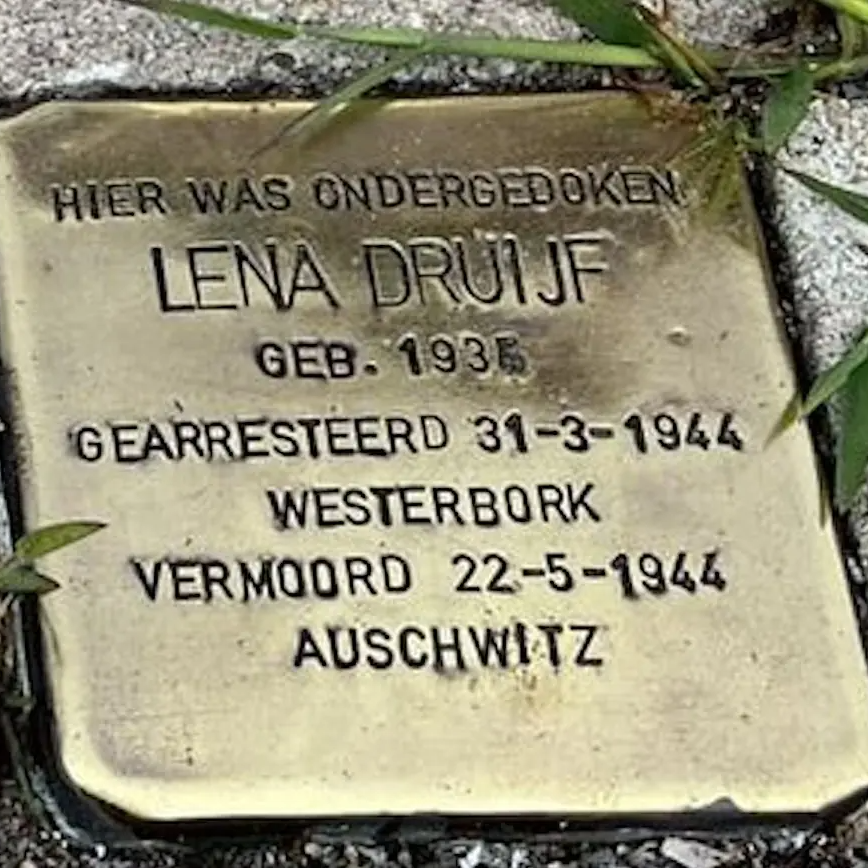 HIER WAS ONDERGEDOKEN
LENA DRUIJF
GEB. 1935
GEARRESTEERD 31-3-1944
WESTERBORK
VERMOORD 22-5-1944
AUSCHWITZ